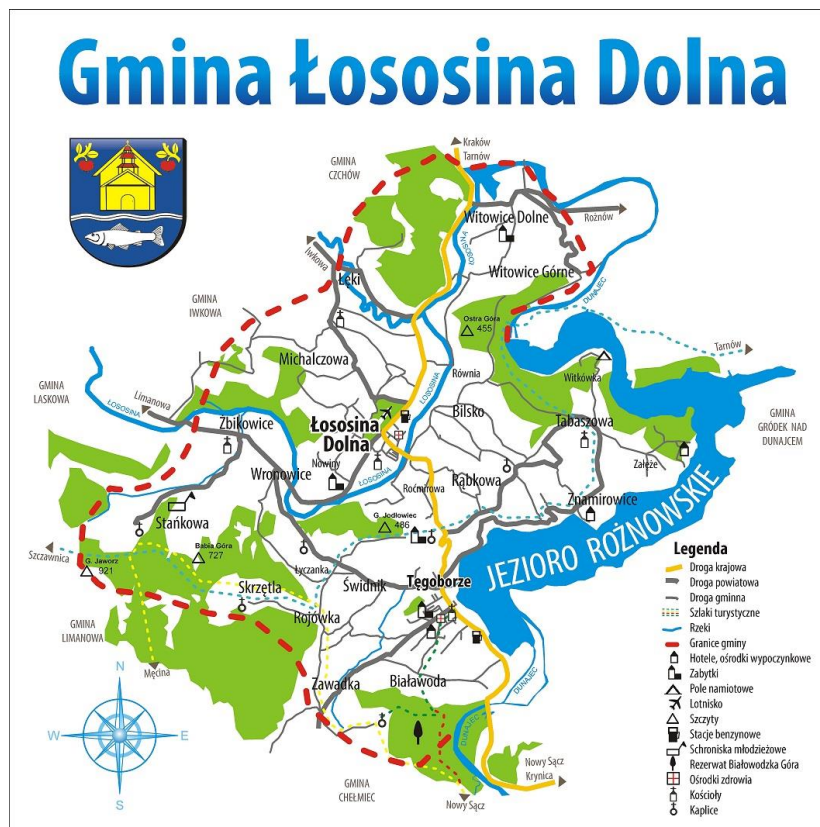 Gmina Łososina Dolna
Kraków
Tarnów
GMINA
CZCHÓW
Witowice Dolne
Rożnów
ŁOSOSINA
Iwkowa
Witowice Górne
Łęki
DUNAJEC
GMINA
IWKOWA
Ostra Góra
455
Tarnów
Michalczowa
Równia
Witkówka
GMINA
LASKOWA
Limanowa
ŁOSOSINA
ŁOSOSINA
Bilsko
Tabaszowa
GMINA
GRÓDEK NAD
DUNAJCEM
Zbikowice
Łososina
Dolna
Nowiny
Wronowice
ŁOSOSINA
Rąbkowa
Załęże
Roćmirowa
Znamirowice
Stańkowa
G. Jodłowiec
486
JEZIORO ROŻNOWSKIE
Szczawnica
G. Jaworz
921
Babia Góra
727
Łyczanka
Świdnik
Tęgoborze
Skrzętla
Rojówka
GMINA
LIMANOWA
Męcina
Zawadka
Białawoda
DUNAJEC
DUNAJEC
GMINA
CHEŁMIEC
Nowy Sącz
Nowy Sącz
Krynica
N
W
E
S
Legenda
Droga krajowa
Droga powiatowa
Droga gminna
Szlaki turystyczne
Rzeki
Granice gminy
Hotele, ośrodki wypoczynkowe
Zabytki
Pole namiotowe
Lotnisko
Szczyty
Stacje benzynowe
Schroniska młodzieżowe
Rezerwat Białowodzka Góra
Ośrodki zdrowia
Kościoły
Kaplice